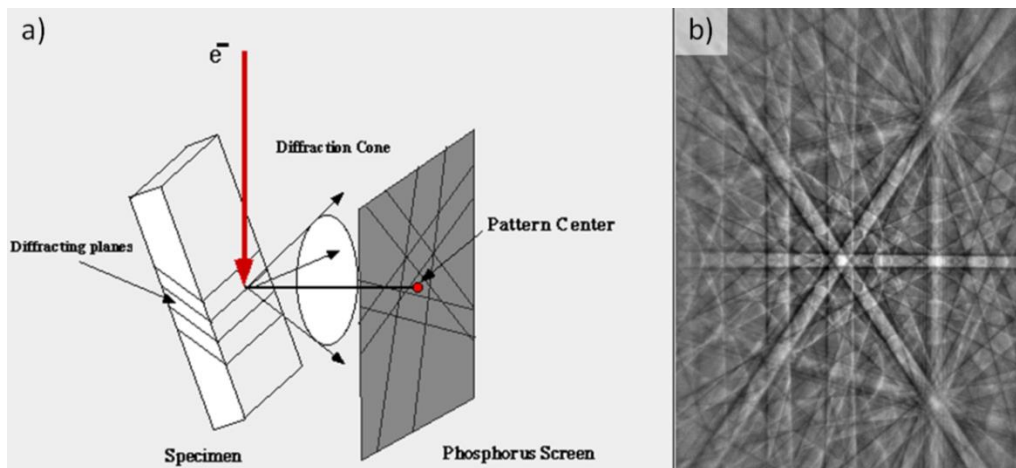 a)
e-
Diffraction Cone
Diffracting planes
Pattern Center
Specimen
Phosphorus Screen
b)